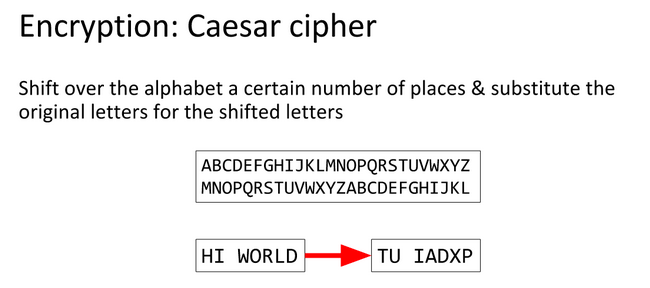 Encryption: Caesar cipher
Shift over the alphabet a certain number of places & substitute the
original letters for the shifted letters
ABCDEFGHIJKLMNOPQRSTUVWXYZ
MNOPQRSTUVWXYZABCDEFGHIJKL
HI WORLD TU IADXP